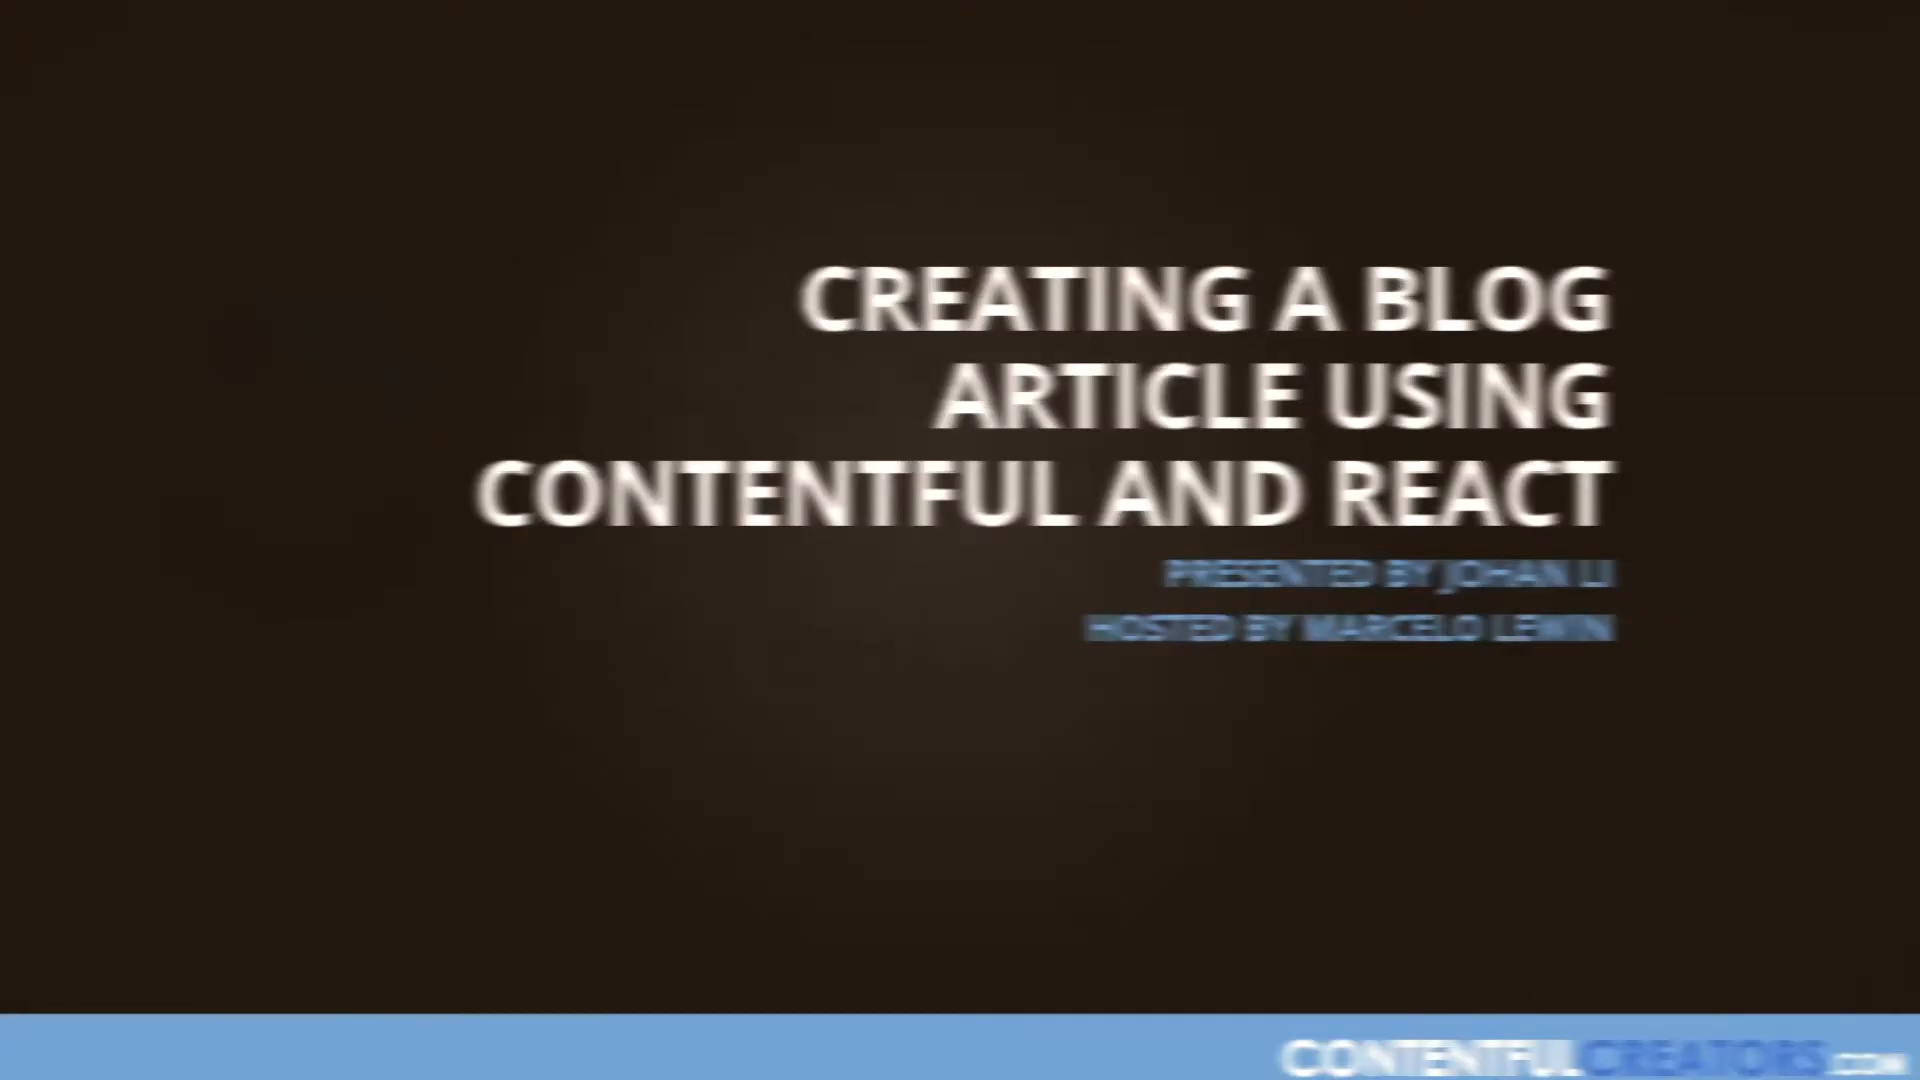 CREATING A BLOG
ARTICLE USING
CONTENTFUL AND REACT
PRESENTED BY JOHAN LI
HOSTED BY MARCELO LEWIN
CONTENTFULCREATORS.COM